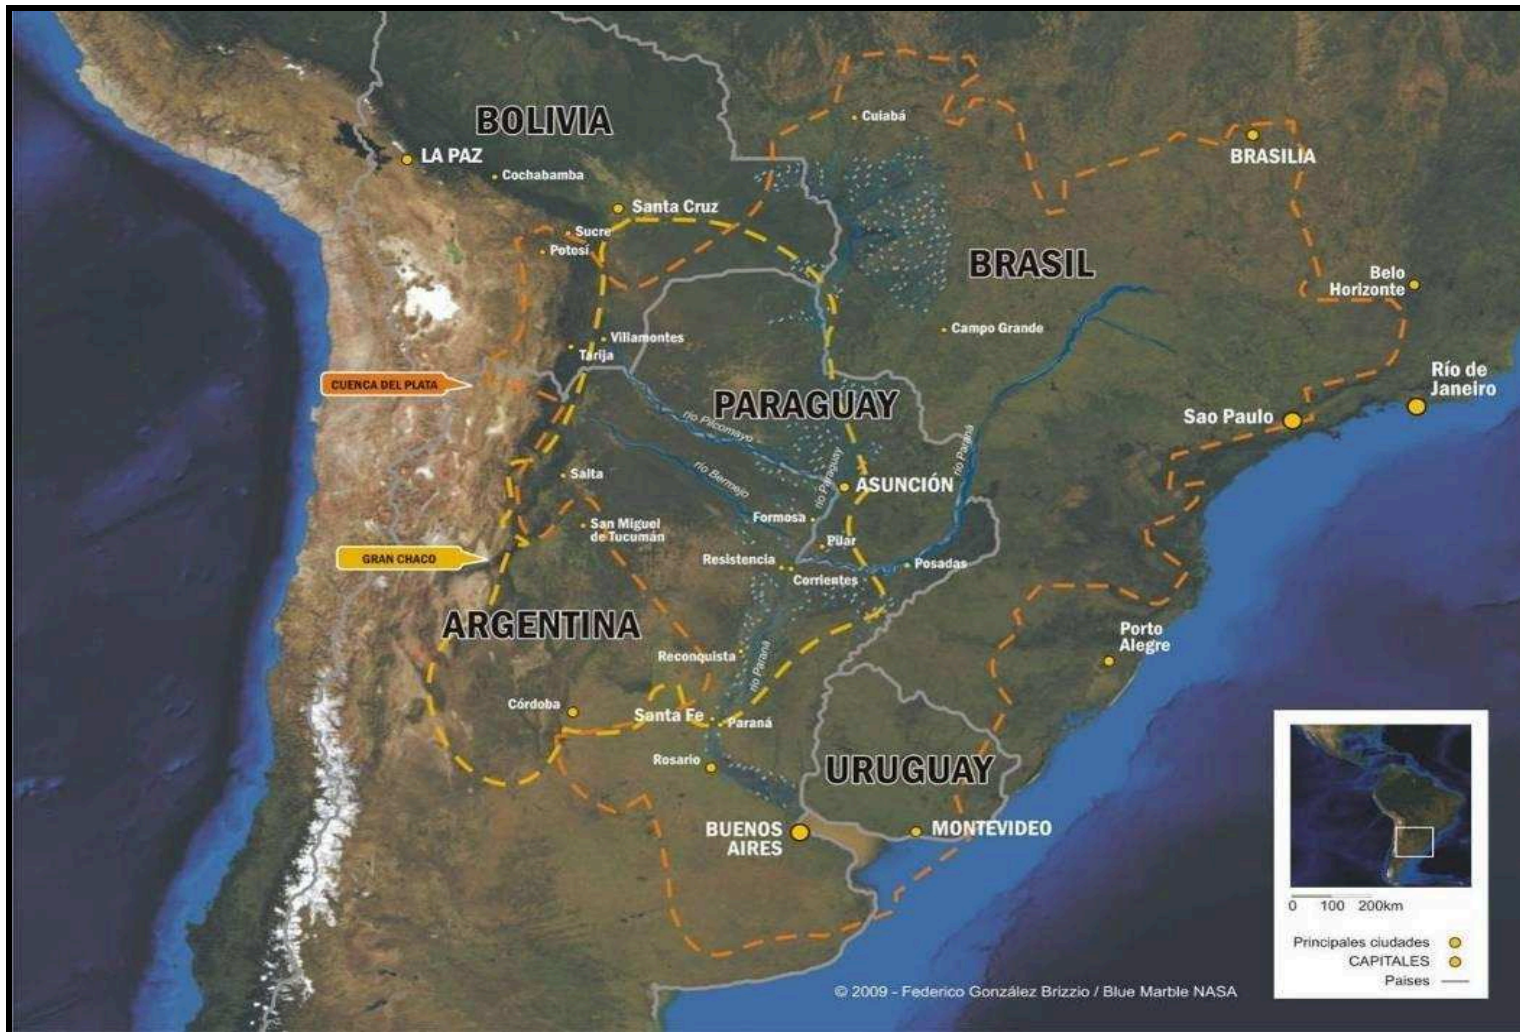 BOLIVIA
Cuiabá
BRASILIA
LA PAZ
Cochabamba
Santa Cruz
Sucre
Potosí
BRASIL
Belo
Horizonte
Campo Grande
Villamontes
Tarija
CUENCA DEL PLATA
PARAGUAY
Río de
Janeiro
Sao Paulo
río Pilcomayo
río Paraná
río Bermejo
río Paraguay
Salta
ASUNCIÓN
Formosa
San Miguel
de Tucumán
Pilar
GRAN CHACO
Resistencia
Corrientes
Posadas
ARGENTINA
Porto
Alegre
Reconquista
río Paraná
Córdoba
Santa Fe
Paraná
Rosario
URUGUAY
BUENOS
AIRES
MONTEVIDEO
0 100 200km
Principales ciudades
CAPITALES
Paises
© 2009 - Federico González Brizzio / Blue Marble NASA